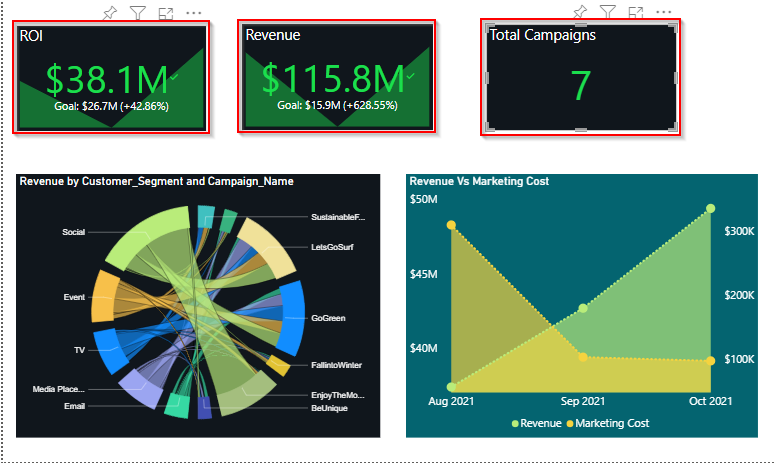 ROI
$38.1M
Goal: $26.7M (+42.86%)
Revenue
$115.8M
Goal: $15.9M (+628.55%)
Total Campaigns
7
Revenue by Customer_Segment and Campaign_Name
Social
Event
TV
Media Place...
Email
SustainableF...
LetsGoSurf
GoGreen
FallintoWinter
EnjoyTheMo...
BeUnique
Revenue Vs Marketing Cost
$50M
$45M
$40M
$300K
$200K
$100K
Aug 2021 Sep 2021 Oct 2021
Revenue Marketing Cost